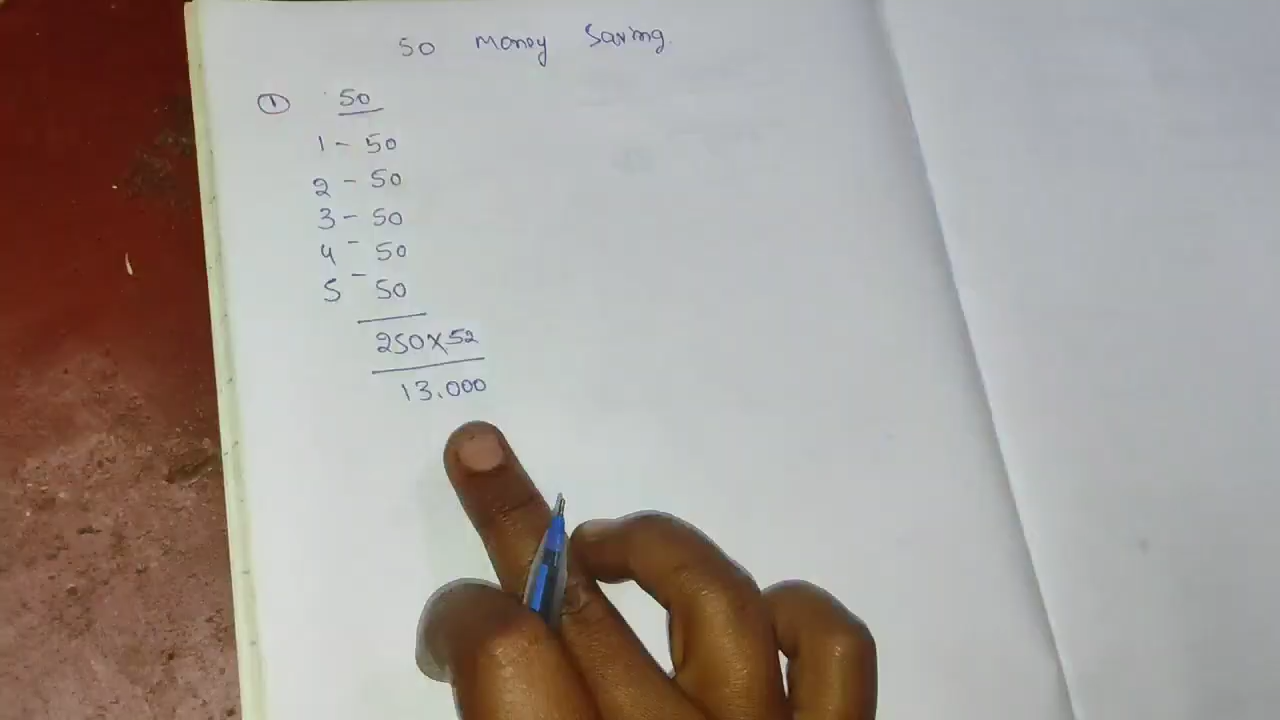 50 Money Saving.
① 50
1 - 50
2 - 50
3 - 50
4 - 50
5 - 50
250x52
13.000